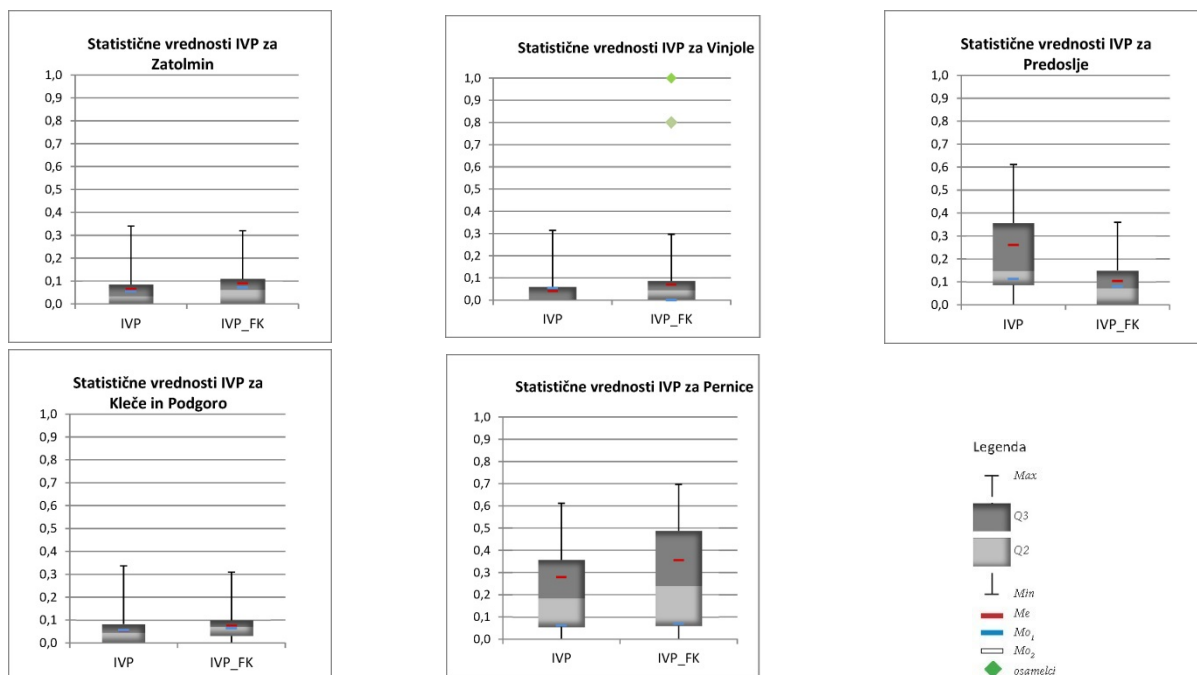 Statistične vrednosti IVP za
Zatolmin
1,0
0,9
0,8
0,7
0,6
0,5
0,4
0,3
0,2
0,1
0,0
IVP IVP_FK
Statistične vrednosti IVP za Vinjole
1,0
0,9
0,8
0,7
0,6
0,5
0,4
0,3
0,2
0,1
0,0
IVP IVP_FK
Statistične vrednosti IVP za
Predoslje
1,0
0,9
0,8
0,7
0,6
0,5
0,4
0,3
0,2
0,1
0,0
IVP IVP_FK
Statistične vrednosti IVP za
Kleče in Podgoro
1,0
0,9
0,8
0,7
0,6
0,5
0,4
0,3
0,2
0,1
0,0
IVP IVP_FK
Statistične vrednosti IVP za Pernice
1,0
0,9
0,8
0,7
0,6
0,5
0,4
0,3
0,2
0,1
0,0
IVP IVP_FK
Legenda
Max
Q3
Q2
Min
Me
Mo₁
Mo₂
osamelci